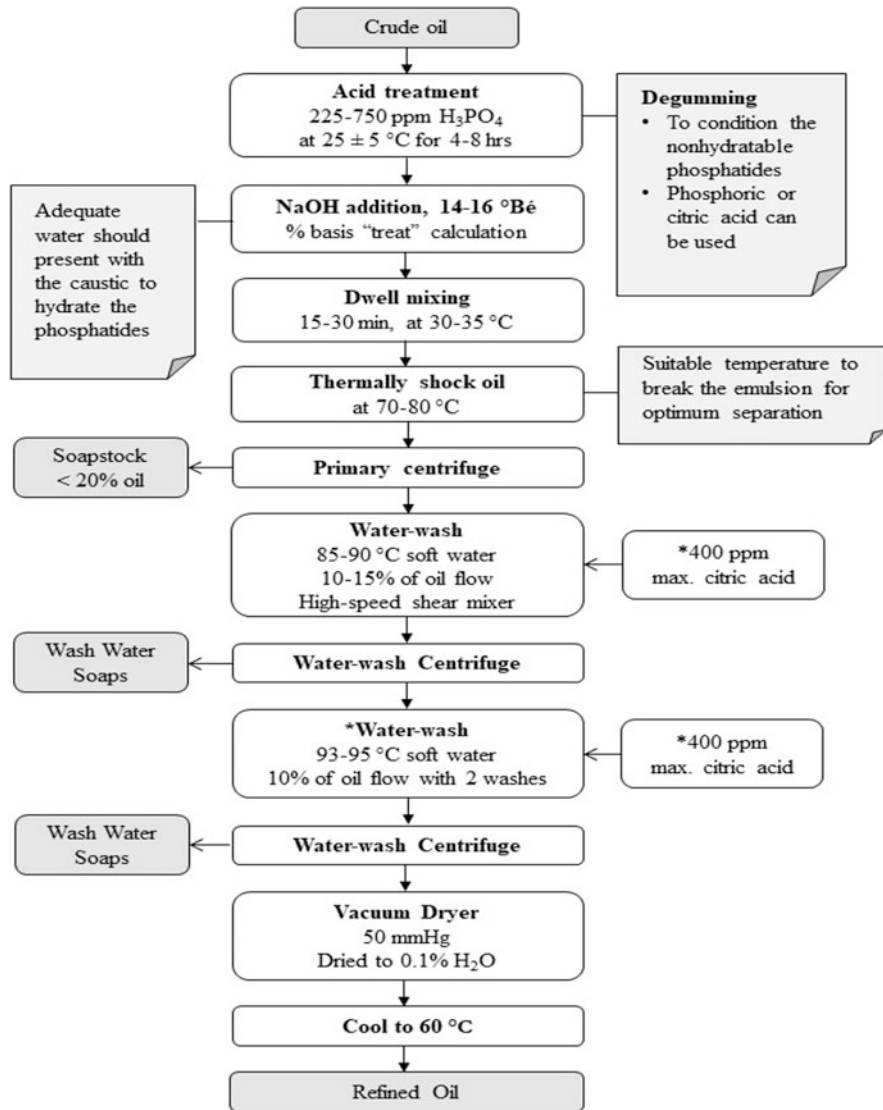 Crude oil
Acid treatment
225-750 ppm H₃PO₄
at 25 ± 5 °C for 4-8 hrs
Degumming
• To condition the
nonhydratable
phosphatides
• Phosphoric or
citric acid can
be used
Adequate
water should
present with
the caustic to
hydrate the
phosphatides
NaOH addition, 14-16 °Bé
% basis “treat” calculation
Dwell mixing
15-30 min, at 30-35 °C
Thermally shock oil
at 70-80 °C
Suitable temperature to
break the emulsion for
optimum separation
Soapstock
< 20% oil
Primary centrifuge
Water-wash
85-90 °C soft water
10-15% of oil flow
High-speed shear mixer
*400 ppm
max. citric acid
Wash Water
Soaps
Water-wash Centrifuge
*Water-wash
93-95 °C soft water
10% of oil flow with 2 washes
*400 ppm
max. citric acid
Wash Water
Soaps
Water-wash Centrifuge
Vacuum Dryer
50 mmHg
Dried to 0.1% H₂O
Cool to 60 °C
Refined Oil